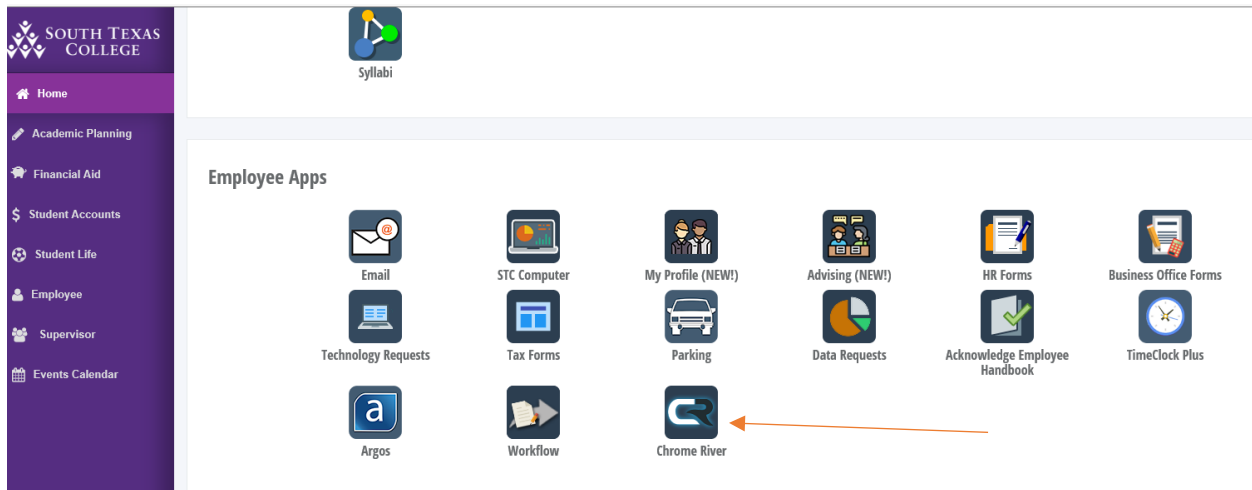 SOUTH TEXAS
COLLEGE
Home
Academic Planning
Financial Aid
$ Student Accounts
Student Life
Employee
Supervisor
Events Calendar
Syllabi
Employee Apps
@
Email
STC Computer
My Profile (NEW!)
Advising (NEW!)
HR Forms
Business Office Forms
Technology Requests
Tax Forms
Parking
Data Requests
Acknowledge Employee
Handbook
TimeClock Plus
a
Argos
Workflow
CR
Chrome River